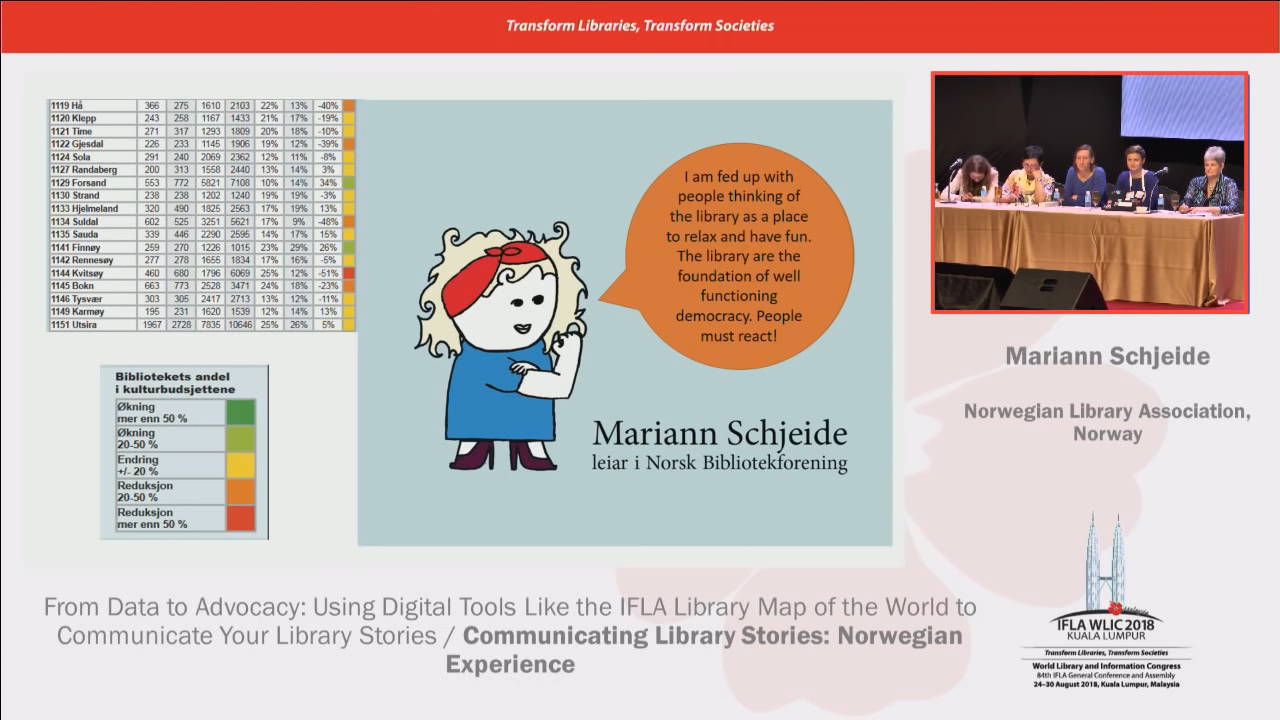 Transform Libraries, Transform Societies
1119 Hå 366 275 1610 2103 22% 13% -40%
1120 Klepp 243 258 1167 1433 21% 17% -19%
1121 Time 271 317 1293 1809 20% 18% -10%
1122 Gjesdal 226 233 1145 1906 19% 12% -39%
1124 Sola 291 240 2069 2362 12% 11% -8%
1127 Randaberg 200 313 1558 2440 13% 14% 3%
1129 Forsand 553 772 5821 7108 10% 14% 34%
1130 Strand 238 238 1202 1240 19% 19% -3%
1133 Hjelmeland 320 490 1825 2563 17% 19% 13%
1134 Suldal 602 525 3251 5621 17% 9% -48%
1135 Sauda 339 446 2290 2595 14% 17% 15%
1141 Finnøy 259 270 1226 1015 23% 29% 26%
1142 Rennesøy 277 278 1655 1834 17% 16% -5%
1144 Kvitsøy 460 680 1796 6069 25% 12% -51%
1145 Bokn 663 773 2528 3471 24% 18% -23%
1146 Tysvær 303 305 2417 2713 13% 12% -11%
1149 Karmøy 195 231 1620 1539 12% 14% 13%
1151 Utsira 1967 2728 7835 10646 25% 26% 5%
Bibliotekets andel
i kulturbudsjettene
Økning
mer enn 50 %
Økning
20-50 %
Endring
+/- 20 %
Reduksjon
20-50 %
Reduksjon
mer enn 50 %
I am fed up with
people thinking of
the library as a place
to relax and have fun.
The library are the
foundation of well
functioning
democracy. People
must react!
Mariann Schjeide
leiar i Norsk Bibliotekforening
Mariann Schjeide
Norwegian Library Association,
Norway
From Data to Advocacy: Using Digital Tools Like the IFLA Library Map of the World to
Communicate Your Library Stories / Communicating Library Stories: Norwegian
Experience
Malaysia
IFLA WLIC 2018
KUALA LUMPUR
Transform Libraries, Transform Societies
World Library and Information Congress
84th IFLA General Conference and Assembly
24-30 August 2018, Kuala Lumpur, Malaysia